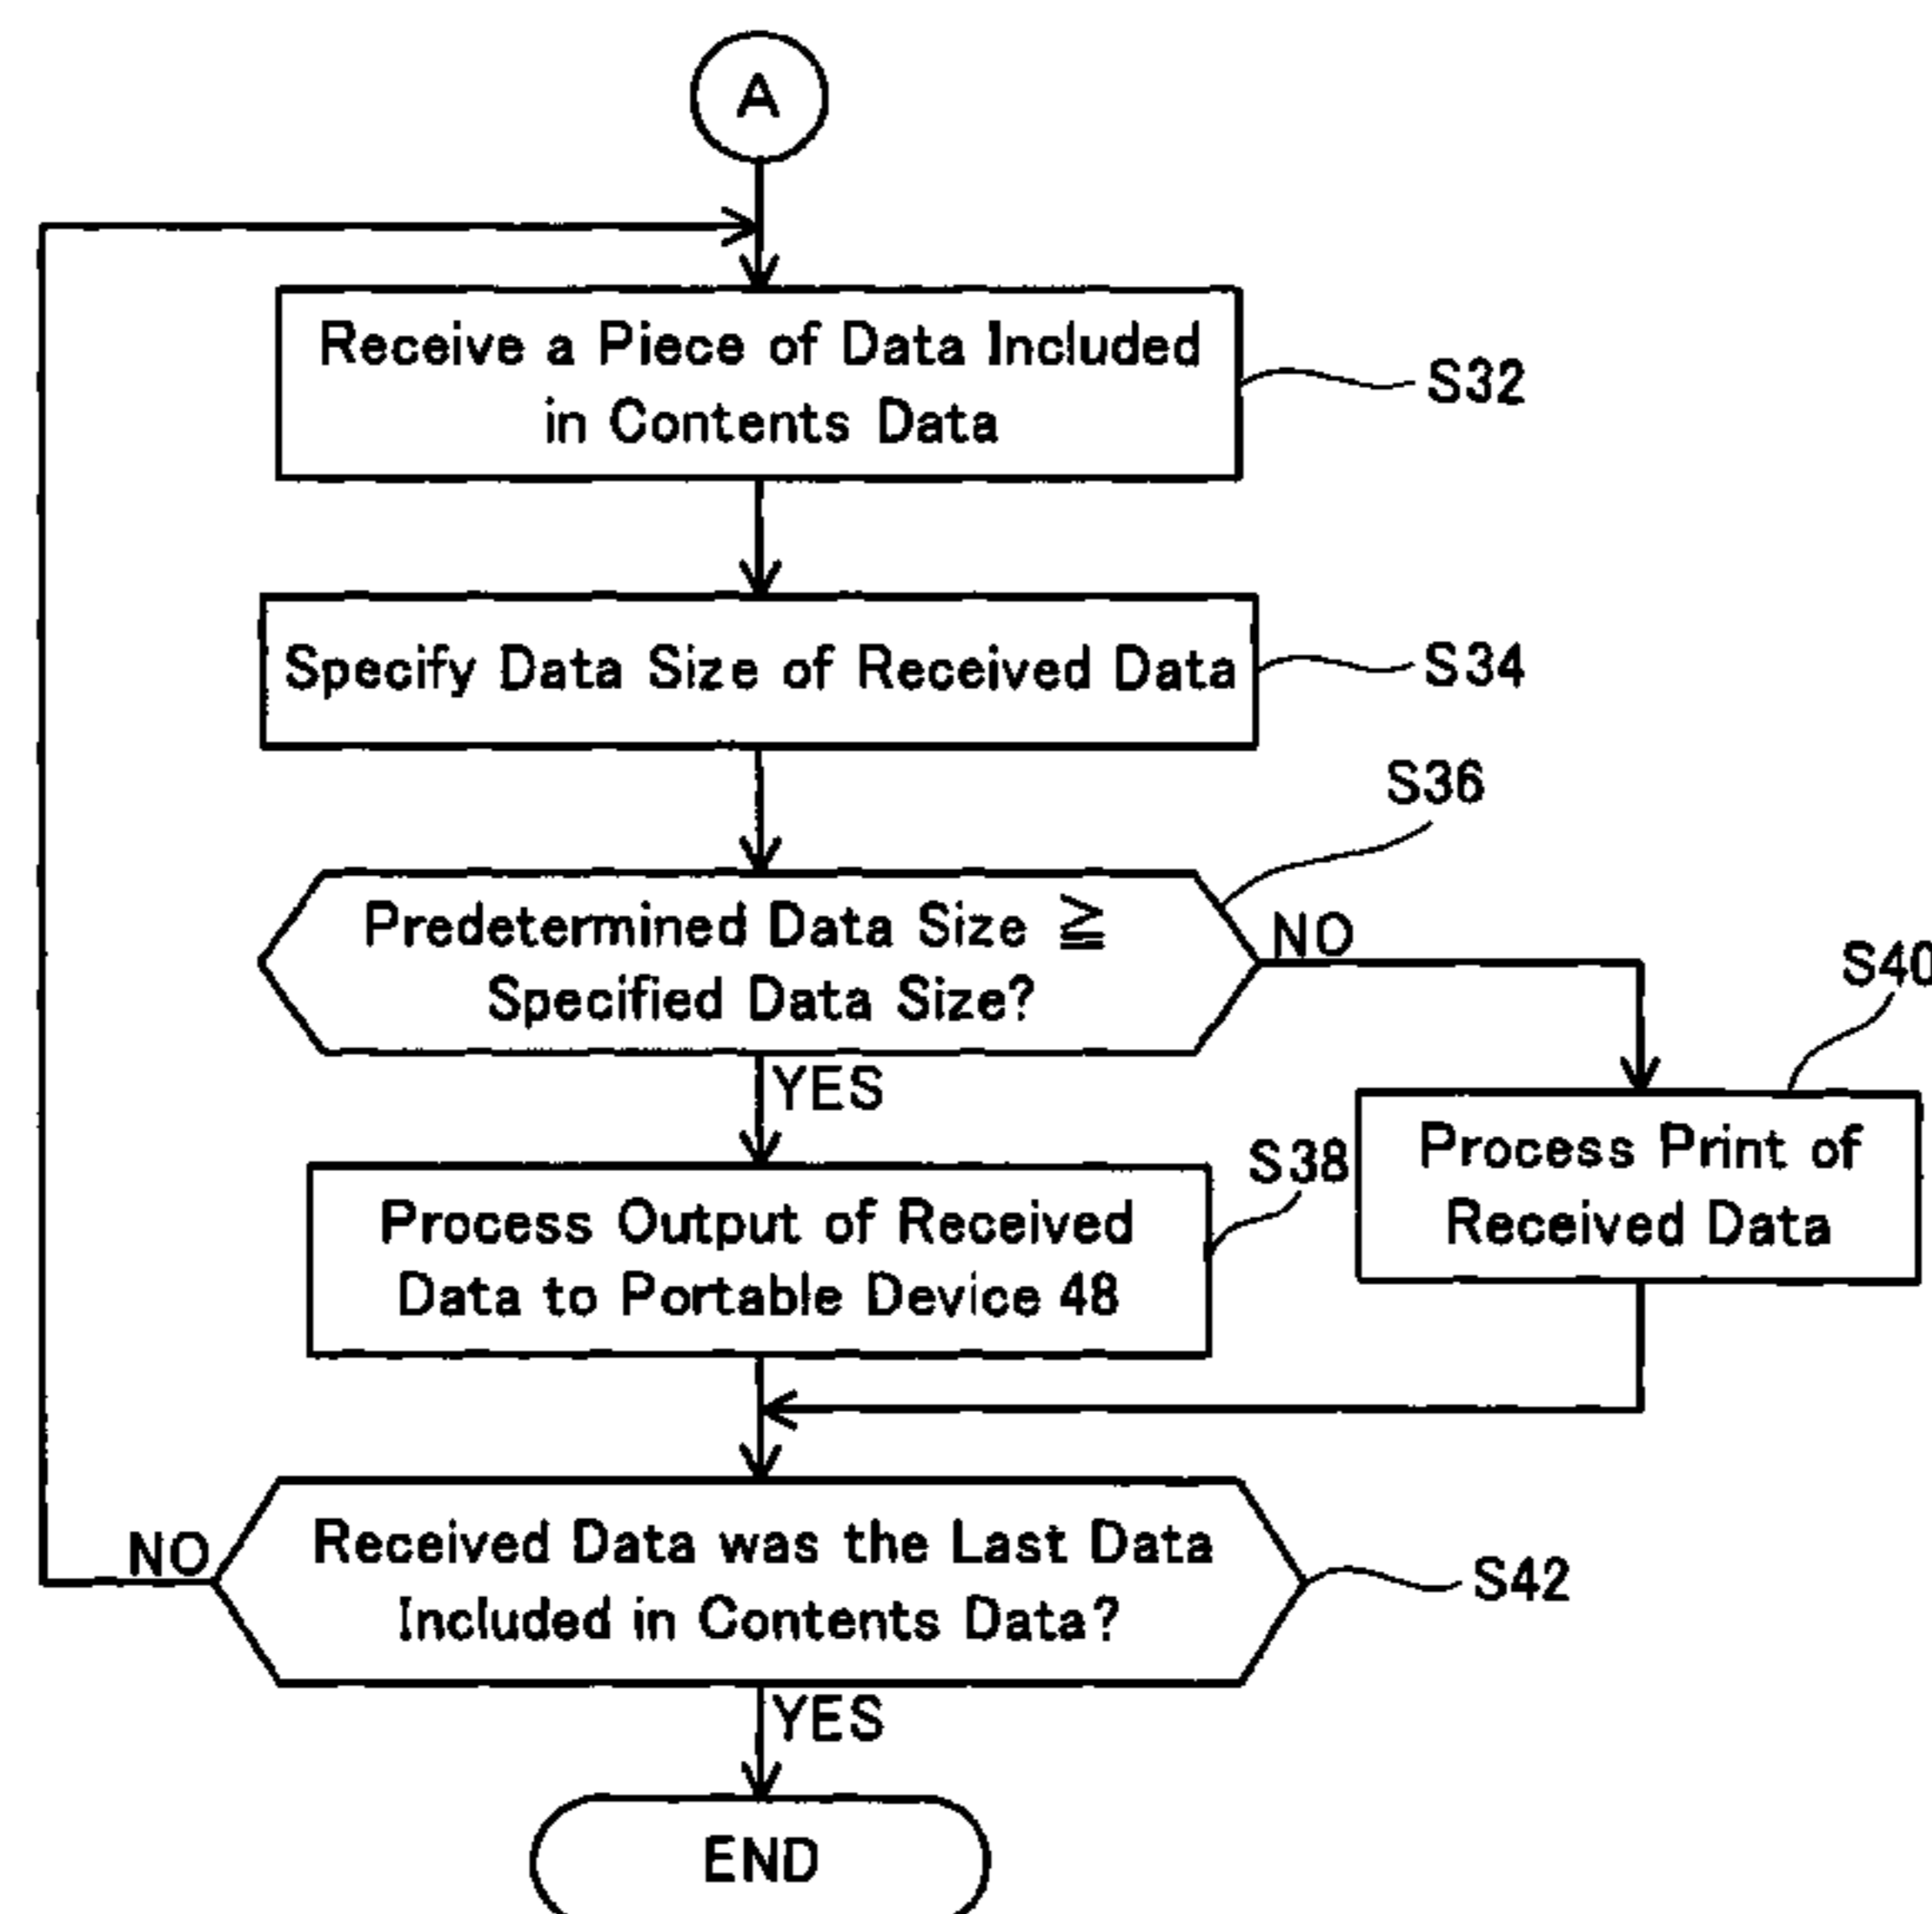 A
Receive a Piece of Data Included
in Contents Data
S32
Specify Data Size of Received Data
S34
S36
Predetermined Data Size ≧
Specified Data Size?
NO
YES
S40
Process Print of
Received Data
S38
Process Output of Received
Data to Portable Device 48
Received Data was the Last Data
Included in Contents Data?
NO
S42
YES
END